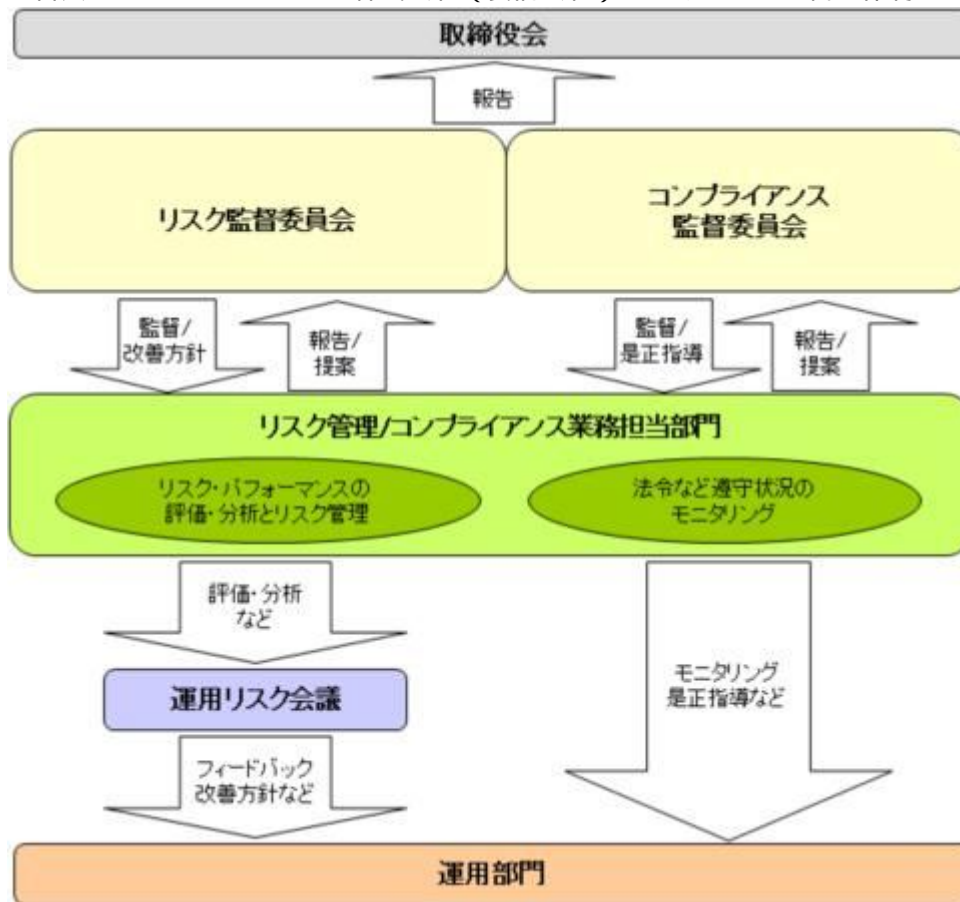 取締役会
報告
リスク監督委員会
コンプライアンス
監督委員会
監督/
改善方針
報告/
提案
監督/
是正指導
報告/
提案
リスク管理/コンプライアンス業務担当部門
リスク・パフォーマンスの
評価・分析とリスク管理
法令など遵守状況の
モニタリング
評価・分析
など
運用リスク会議
モニタリング
是正指導など
フィードバック
改善方針など
運用部門